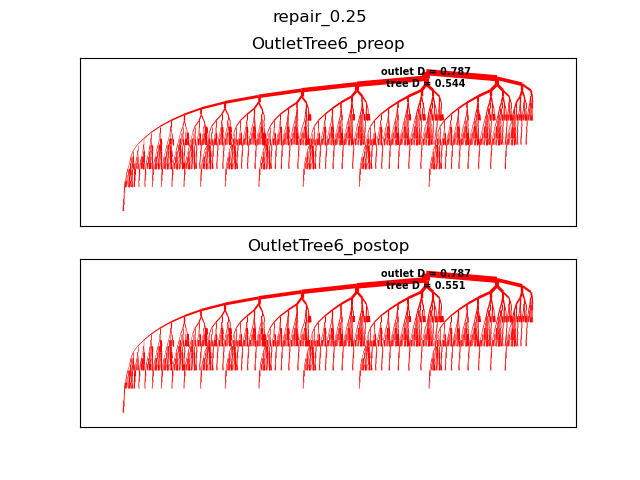 repair_0.25
OutletTree6_preop
outlet D = 0.787
tree D = 0.544
OutletTree6_postop
outlet D = 0.787
tree D = 0.551